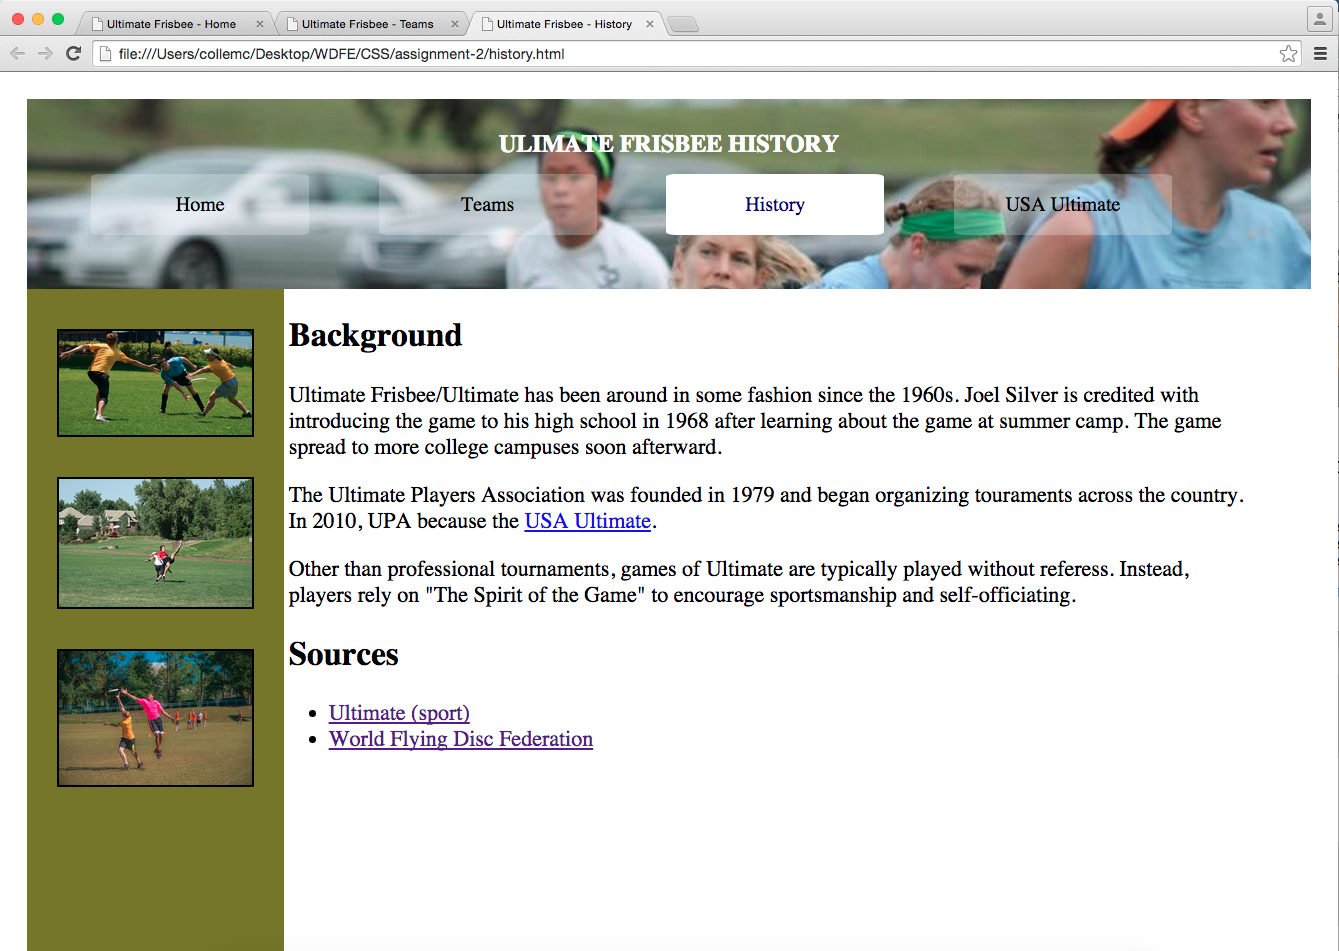 Ultimate Frisbee - Home
Ultimate Frisbee - Teams
Ultimate Frisbee - History
file:///Users/collemc/Desktop/WDFE/CSS/assignment-2/history.html
ULIMATE FRISBEE HISTORY
Home
Teams
History
USA Ultimate
Background
Ultimate Frisbee/Ultimate has been around in some fashion since the 1960s. Joel Silver is credited with
introducing the game to his high school in 1968 after learning about the game at summer camp. The game
spread to more college campuses soon afterward.
The Ultimate Players Association was founded in 1979 and began organizing touraments across the country.
In 2010, UPA because the USA Ultimate.
Other than professional tournaments, games of Ultimate are typically played without referess. Instead,
players rely on "The Spirit of the Game" to encourage sportsmanship and self-officiating.
Sources
Ultimate (sport)
World Flying Disc Federation